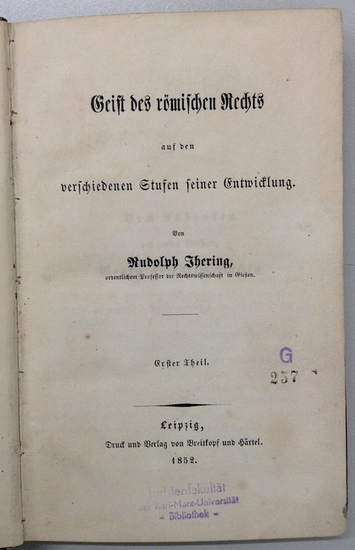 Geist des römischen Rechts
auf den
verschiedenen Stufen seiner Entwicklung.
Von
Rudolph Ihering,
ordentlichem Professor der Rechtswissenschaft in Gießen.
Erster Theil.
G
257
Leipzig,
Druck und Verlag von Breitkopf und Härtel.
1852.
Karl-Marx-Universität
- Bibliothek -